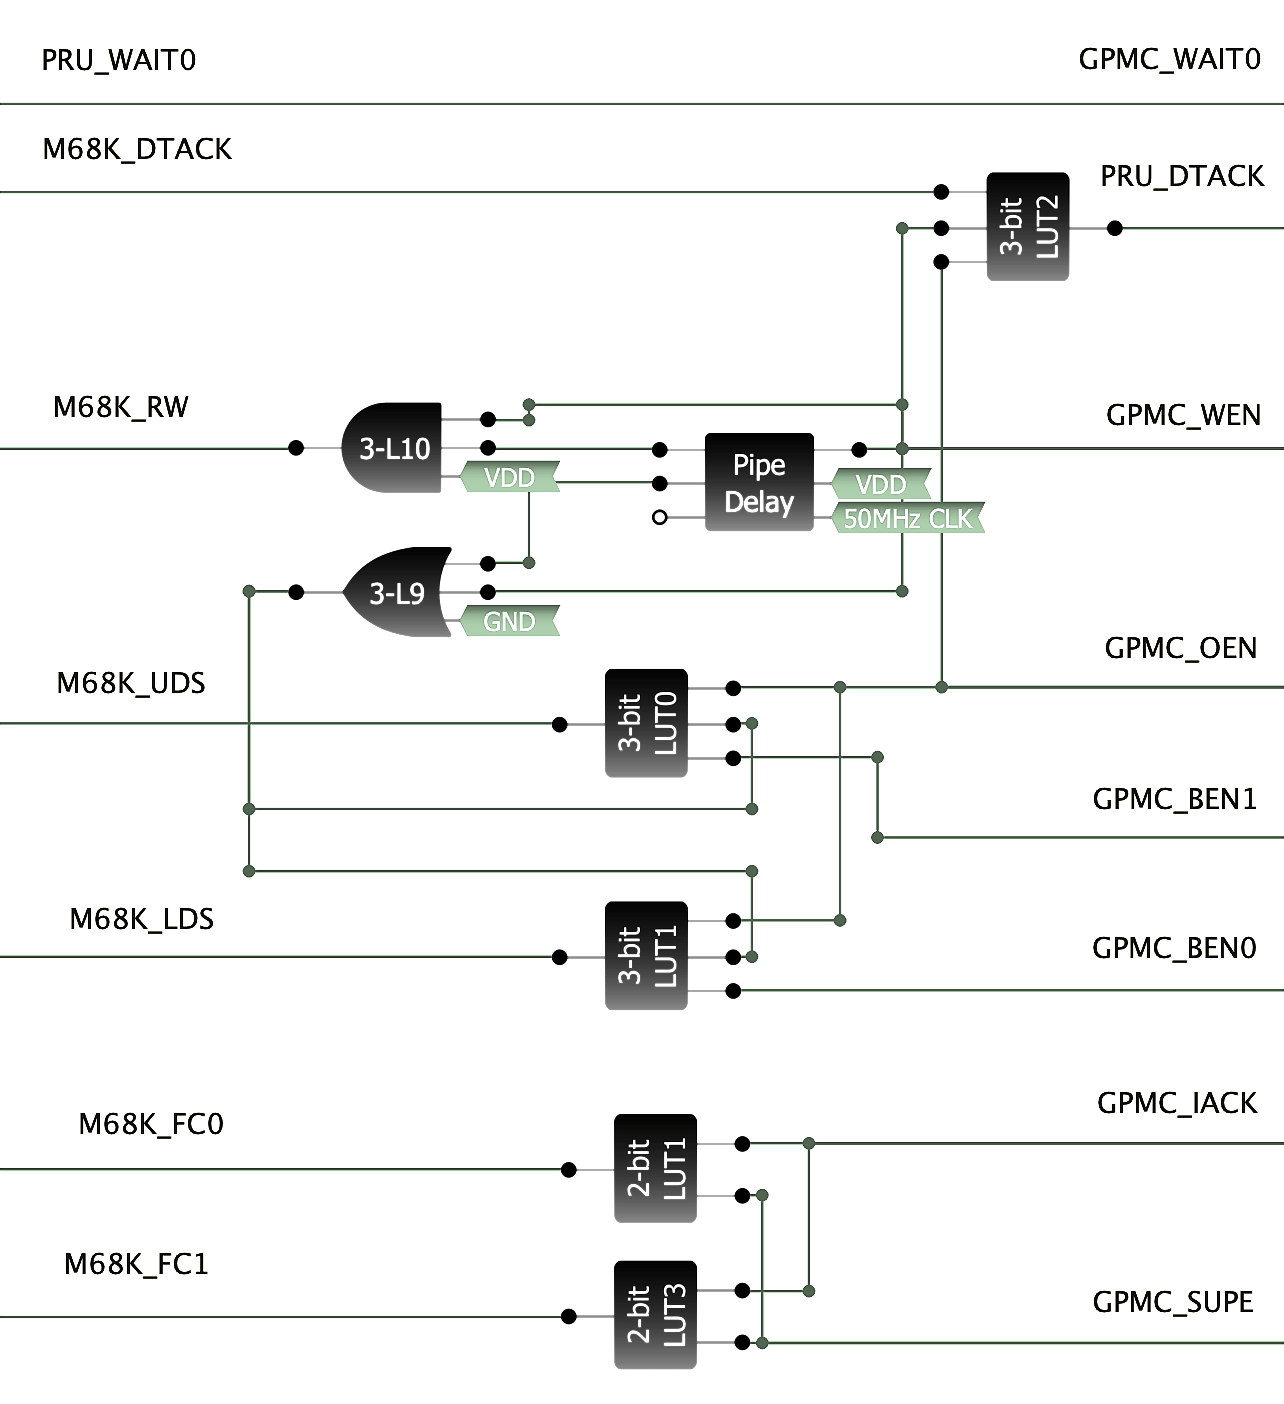 PRU_WAIT0
GPMC_WAIT0
M68K_DTACK
PRU_DTACK
3-bit
LUT2
M68K_RW
GPMC_WEN
3-L10
VDD
Pipe
Delay
VDD
50MHz CLK
3-L9
GND
GPMC_OEN
M68K_UDS
3-bit
LUT0
GPMC_BEN1
M68K_LDS
3-bit
LUT1
GPMC_BEN0
M68K_FC0
GPMC_IACK
2-bit
LUT1
M68K_FC1
2-bit
LUT3
GPMC_SUPE